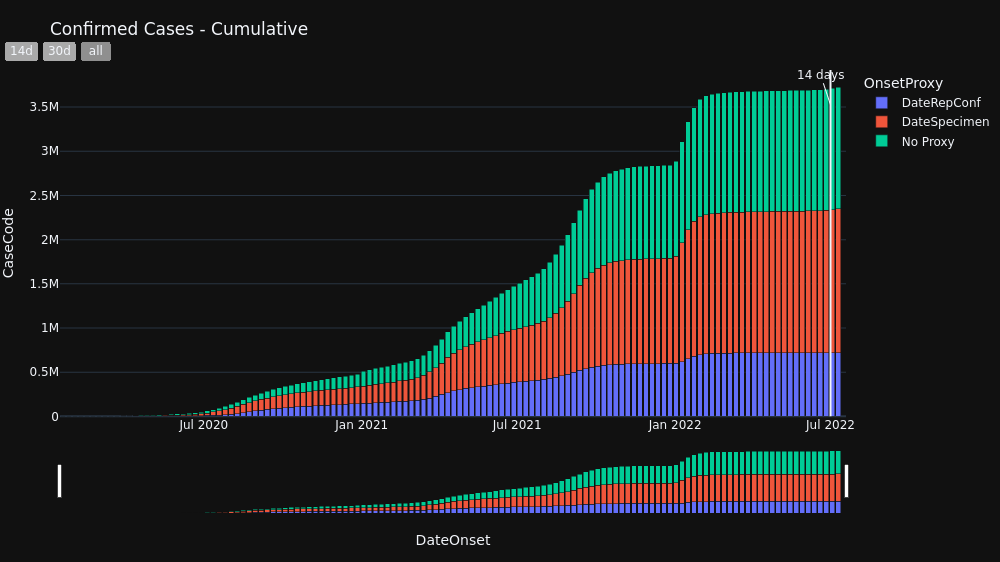 Confirmed Cases - Cumulative
14d 30d all
14 days
OnsetProxy
DateRepConf
DateSpecimen
No Proxy
CaseCode
3.5M
3M
2.5M
2M
1.5M
1M
0.5M
0
Jul 2020 Jan 2021 Jul 2021 Jan 2022 Jul 2022
DateOnset